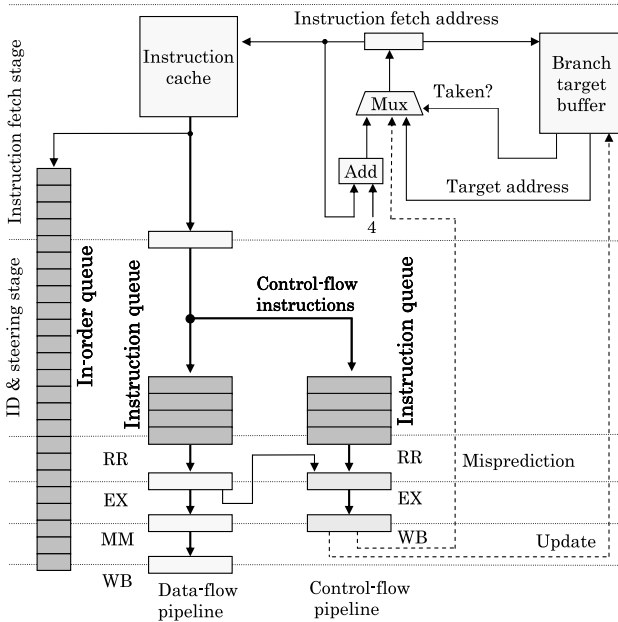 Instruction fetch address
Instruction
cache
Branch
target
buffer
Mux
Taken?
Add
4
Target address
Instruction fetch stage
ID & steering stage
In-order queue
Instruction queue
Control-flow
instructions
Instruction queue
RR
RR
Misprediction
EX
EX
MM
WB
Update
WB
Data-flow
pipeline
Control-flow
pipeline